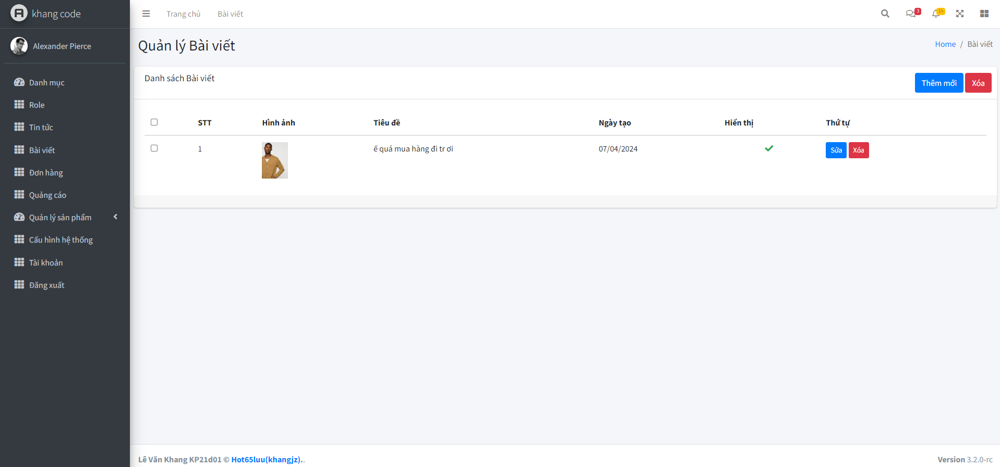 khang code
Trang chủ
Bài viết
3
15
Alexander Pierce
Quản lý Bài viết
Home / Bài viết
Danh mục
Role
Tin tức
Bài viết
Đơn hàng
Quảng cáo
Quản lý sản phẩm
Cấu hình hệ thống
Tài khoản
Đăng xuất
Danh sách Bài viết
Thêm mới
Xóa
STT Hình ảnh Tiêu đề Ngày tạo Hiển thị Thứ tự
1 ế quá mua hàng đi tr ơi 07/04/2024 Sửa Xóa
Lê Văn Khang KP21d01 © Hot65luu(khangjz)..
Version 3.2.0-rc